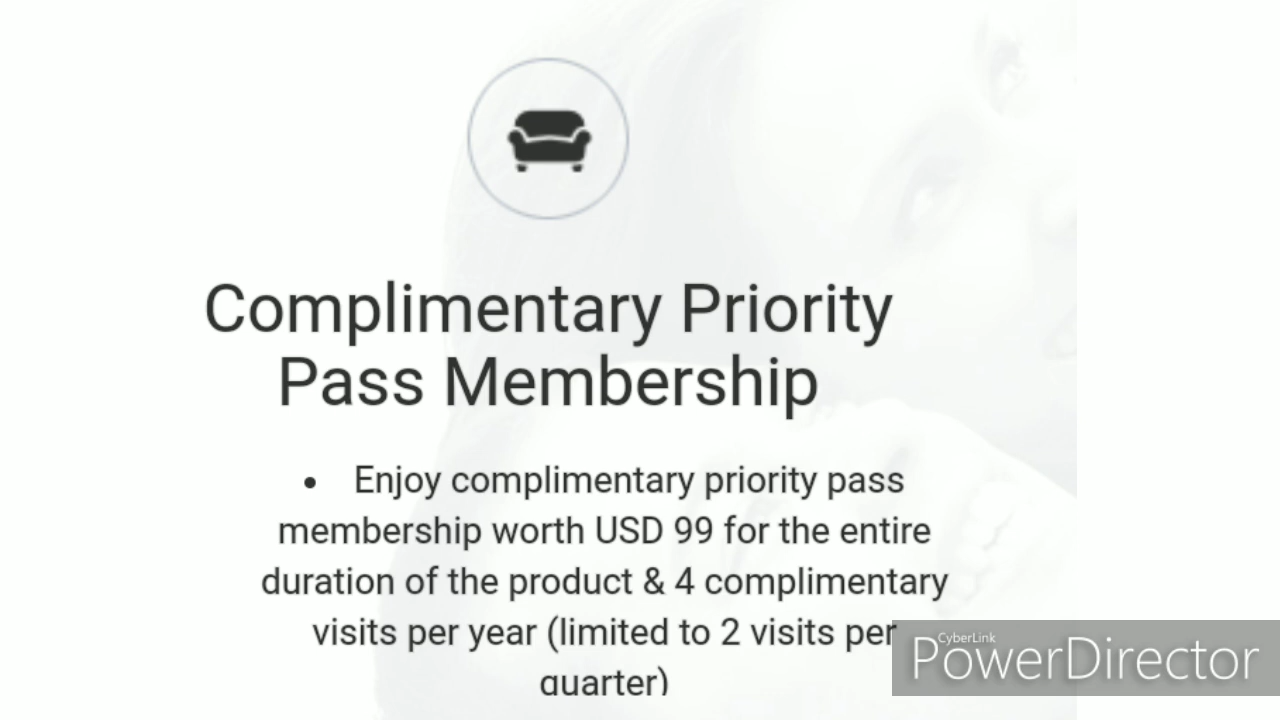 Complimentary Priority
Pass Membership
• Enjoy complimentary priority pass
membership worth USD 99 for the entire
duration of the product & 4 complimentary
visits per year (limited to 2 visits per
quarter)
CyberLink
PowerDirector